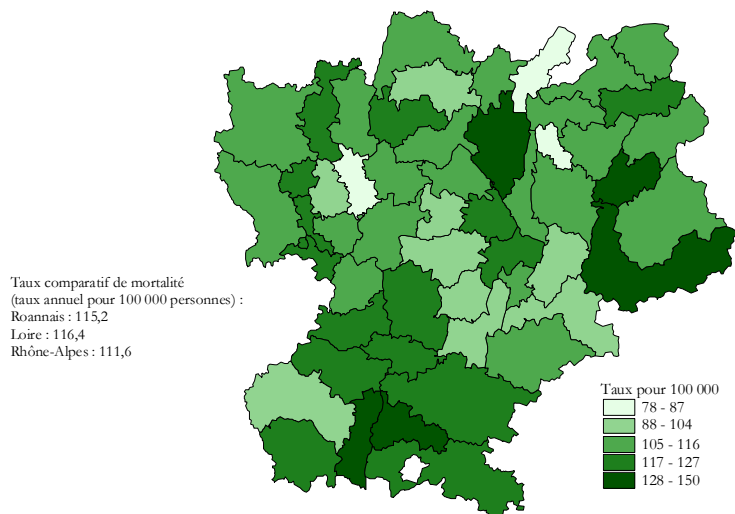 Taux comparatif de mortalité
(taux annuel pour 100 000 personnes) :
Roannais : 115,2
Loire : 116,4
Rhône-Alpes : 111,6
Taux pour 100 000
78 - 87
88 - 104
105 - 116
117 - 127
128 - 150